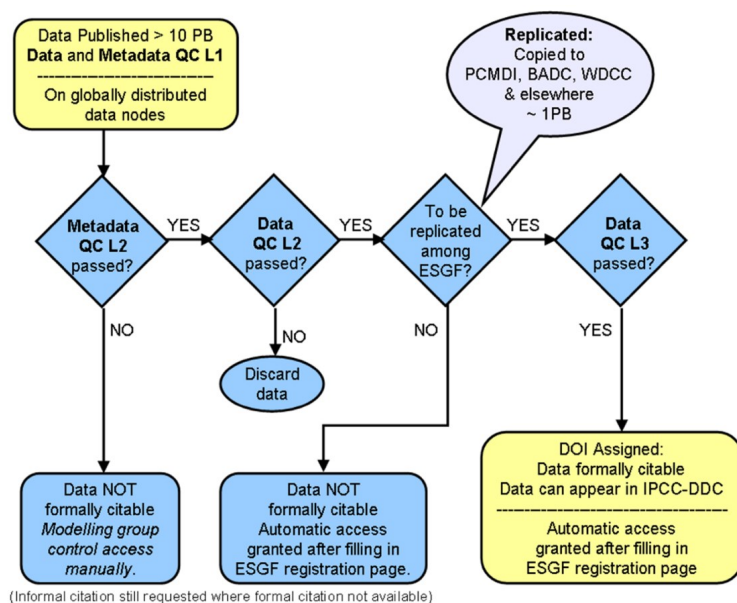 Data Published > 10 PB
Data and Metadata QC L1
--------------------------------
On globally distributed
data nodes
Replicated:
Copied to
PCMDI, BADC, WDCC
& elsewhere
~ 1PB
Metadata
QC L2
passed?
YES
Data
QC L2
passed?
YES
To be
replicated
among
ESGF?
YES
Data
QC L3
passed?
NO
NO
NO
YES
Discard
data
Data NOT
formally citable
Modelling group
control access
manually.
Data NOT
formally citable
Automatic access
granted after filling in
ESGF registration page.
DOI Assigned:
Data formally citable
Data can appear in IPCC-DDC
----------------------------------------
Automatic access
granted after filling in
ESGF registration page
(Informal citation still requested where formal citation not available)